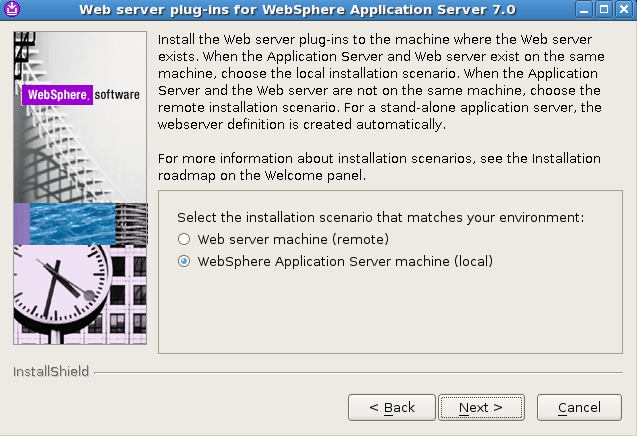 Web server plug-ins for WebSphere Application Server 7.0
WebSphere. software
Install the Web server plug-ins to the machine where the Web server
exists. When the Application Server and Web server exist on the same
machine, choose the local installation scenario. When the Application
Server and the Web server are not on the same machine, choose the
remote installation scenario. For a stand-alone application server, the
webserver definition is created automatically.
For more information about installation scenarios, see the Installation
roadmap on the Welcome panel.
Select the installation scenario that matches your environment:
Web server machine (remote)
WebSphere Application Server machine (local)
InstallShield
< Back
Next >
Cancel